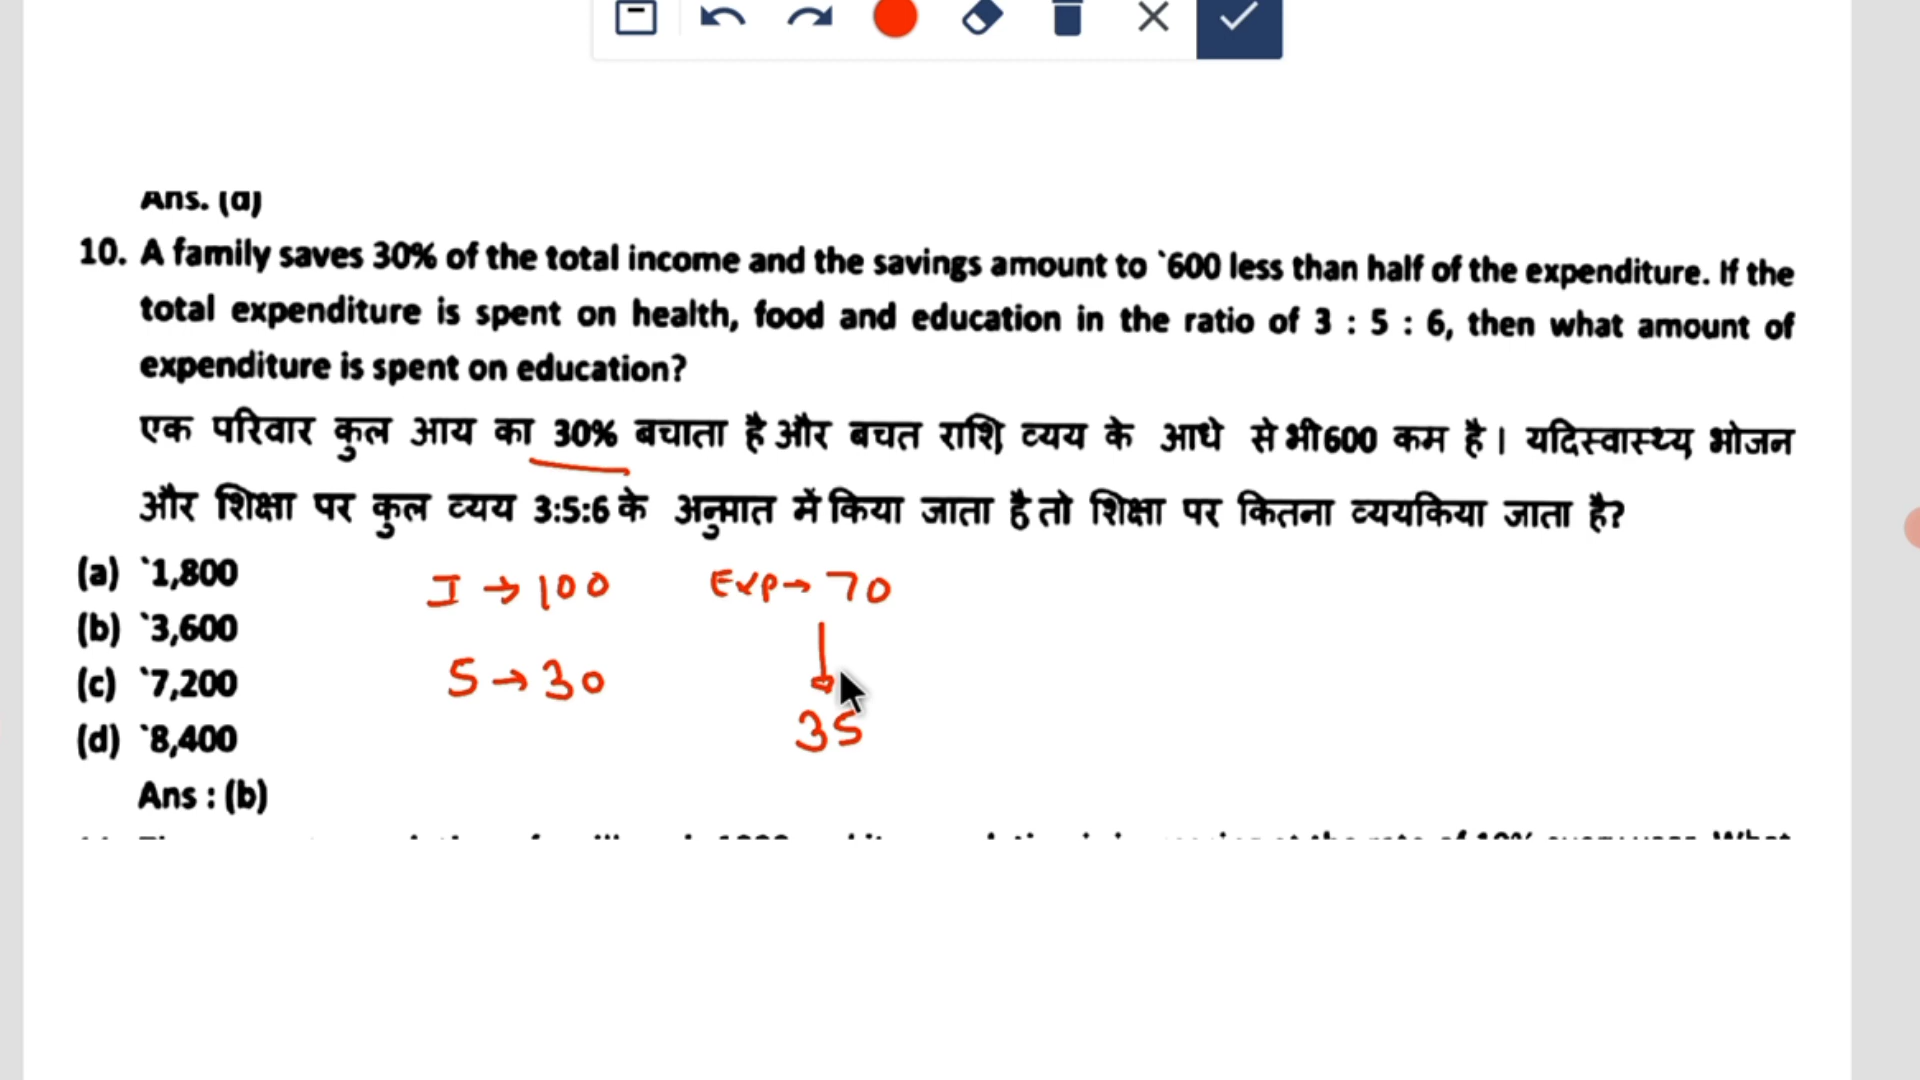 Ans. (a)
10. A family saves 30% of the total income and the savings amount to `600 less than half of the expenditure. If the
total expenditure is spent on health, food and education in the ratio of 3 : 5 : 6, then what amount of
expenditure is spent on education?
एक परिवार कुल आय का 30% बचाता है और बचत राशि, व्यय के आधे से भी600 कम है। यदिस्वास्थ्य, भोजन
और शिक्षा पर कुल व्यय 3:5:6 के अनुपात में किया जाता है तो शिक्षा पर कितना व्ययकिया जाता है?
(a) `1,800
I → 100 Exp → 70
(b) `3,600
(c) `7,200
S → 30
35
(d) `8,400
Ans : (b)